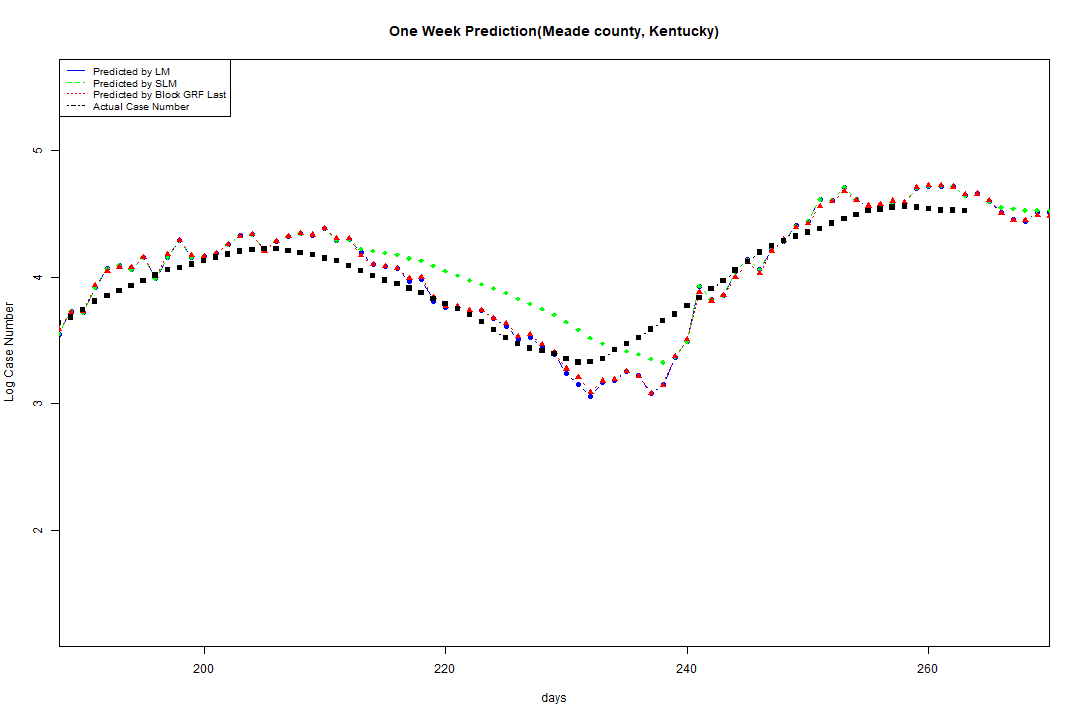 One Week Prediction(Meade county, Kentucky)
Predicted by LM
Predicted by SLM
Predicted by Block GRF Last
Actual Case Number
5
4
3
2
Log Case Number
200
220
240
260
days